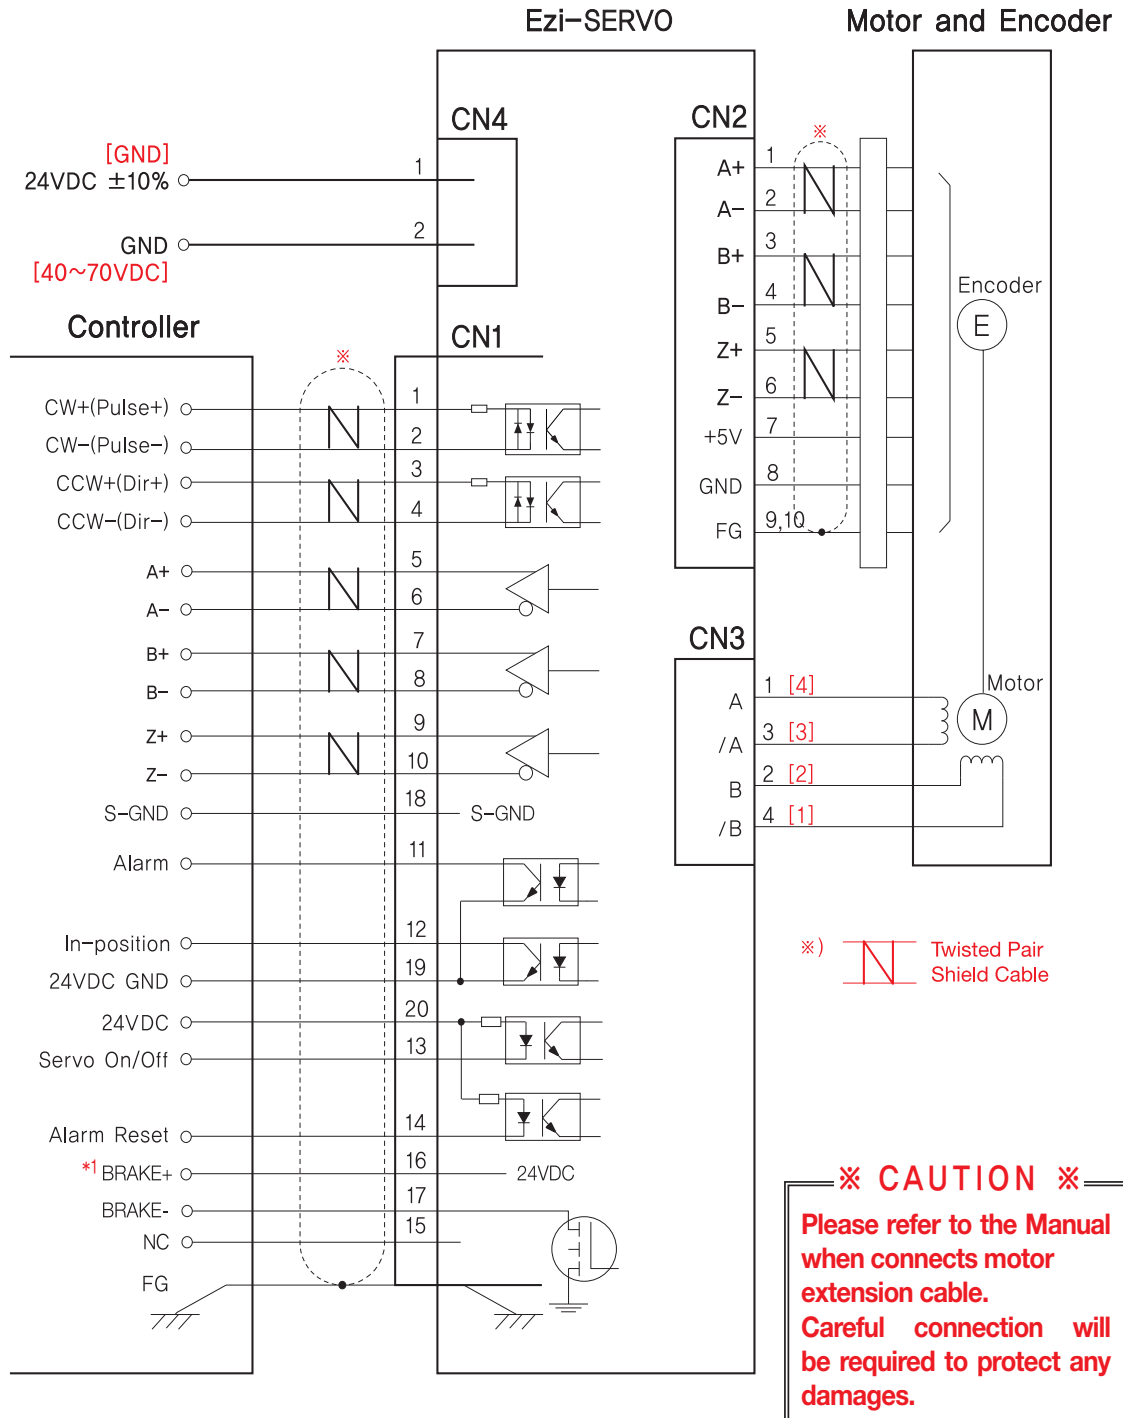 Ezi-SERVO
Motor and Encoder
CN4
[GND]
24VDC ±10%
1
GND
2
[40~70VDC]
CN2
※
A+ 1
A- 2
B+ 3
B- 4
Z+ 5
Z- 6
+5V 7
GND 8
FG 9,10
Encoder
E
Controller
※
CN1
CW+(Pulse+) 1
CW-(Pulse-) 2
CCW+(Dir+) 3
CCW-(Dir-) 4
A+ 5
A- 6
B+ 7
B- 8
Z+ 9
Z- 10
S-GND 18 S-GND
Alarm 11
In-position 12
24VDC GND 19
24VDC 20
Servo On/Off 13
Alarm Reset 14
*1 BRAKE+ 16 24VDC
BRAKE- 17
NC 15
FG
CN3
A 1 [4]
/A 3 [3]
B 2 [2]
/B 4 [1]
Motor
M
※) Twisted Pair
Shield Cable
※ CAUTION ※
Please refer to the Manual
when connects motor
extension cable.
Careful connection will
be required to protect any
damages.